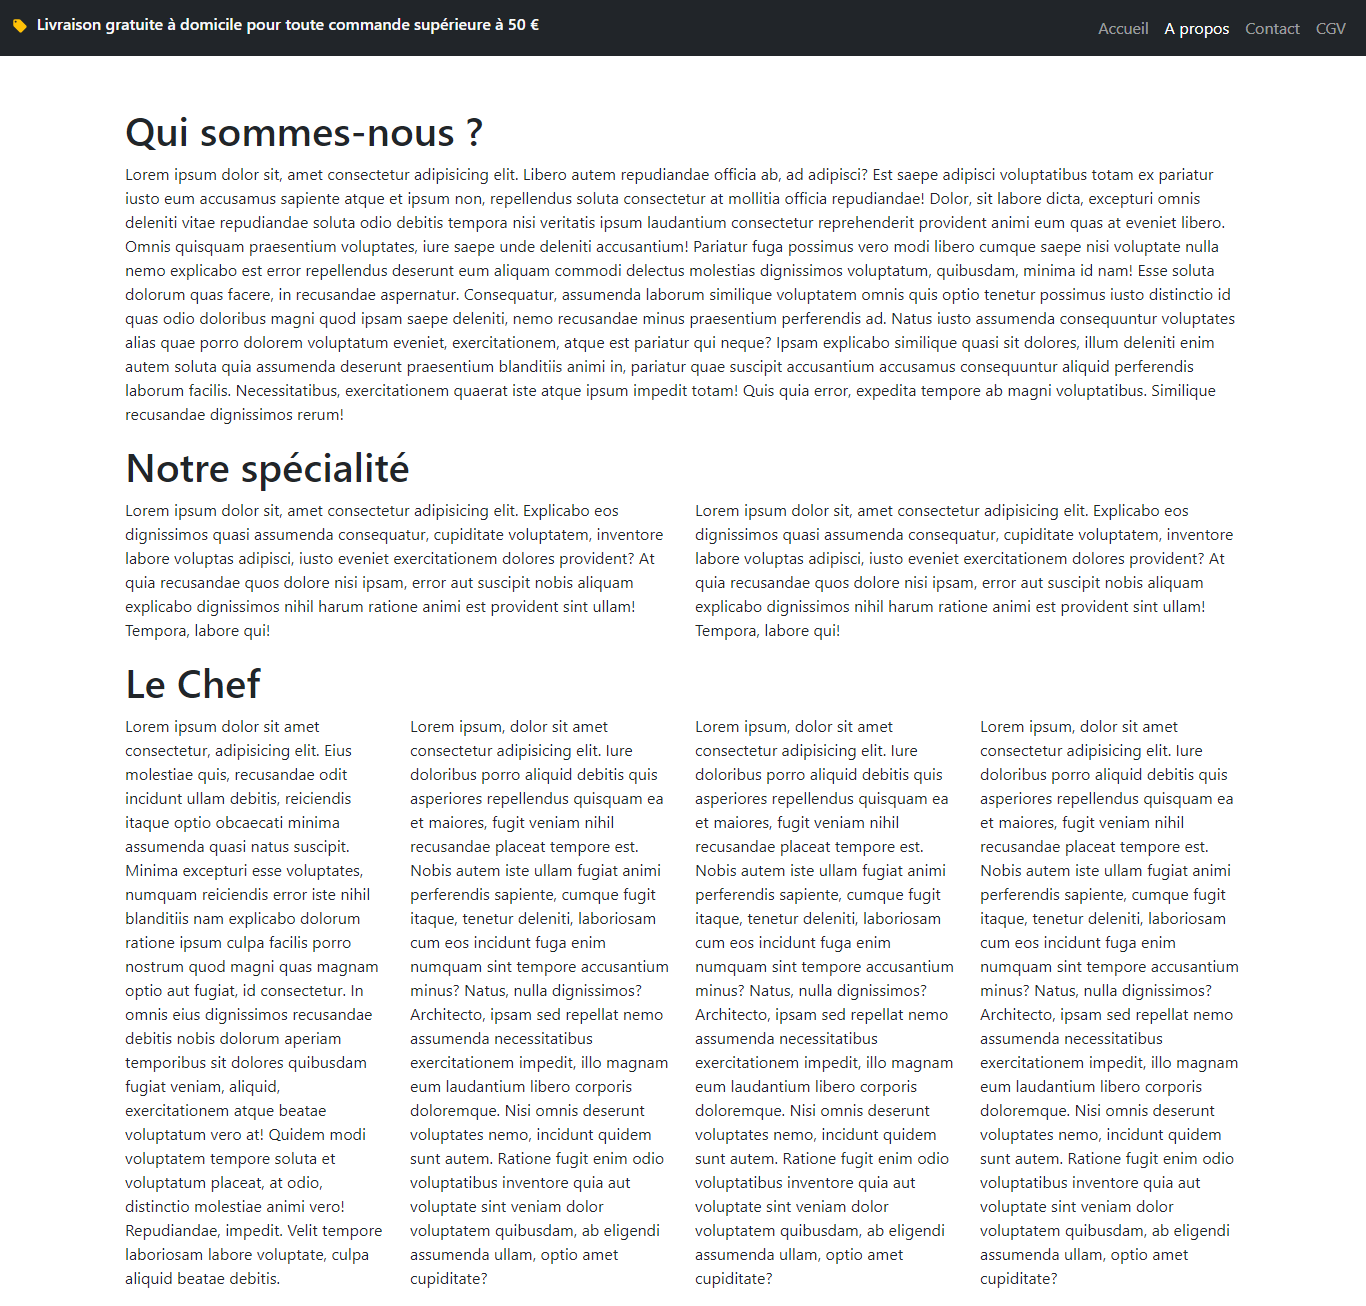 Livraison gratuite à domicile pour toute commande supérieure à 50 €
Accueil A propos Contact CGV
Qui sommes-nous ?
Lorem ipsum dolor sit, amet consectetur adipisicing elit. Libero autem repudiandae officia ab, ad adipisci? Est saepe adipisci voluptatibus totam ex pariatur
iusto eum accusamus sapiente atque et ipsum non, repellendus soluta consectetur at mollitia officia repudiandae! Dolor, sit labore dicta, excepturi omnis
deleniti vitae repudiandae soluta odio debitis tempora nisi veritatis ipsum laudantium consectetur reprehenderit provident animi eum quas at eveniet libero.
Omnis quisquam praesentium voluptates, iure saepe unde deleniti accusantium! Pariatur fuga possimus vero modi libero cumque saepe nisi voluptate nulla
nemo explicabo est error repellendus deserunt eum aliquam commodi delectus molestias dignissimos voluptatum, quibusdam, minima id nam! Esse soluta
dolorum quas facere, in recusandae aspernatur. Consequatur, assumenda laborum similique voluptatem omnis quis optio tenetur possimus iusto distinctio id
quas odio doloribus magni quod ipsam saepe deleniti, nemo recusandae minus praesentium perferendis ad. Natus iusto assumenda consequuntur voluptates
alias quae porro dolorem voluptatum eveniet, exercitationem, atque est pariatur qui neque? Ipsam explicabo similique quasi sit dolores, illum deleniti enim
autem soluta quia assumenda deserunt praesentium blanditiis animi in, pariatur quae suscipit accusantium accusamus consequuntur aliquid perferendis
laborum facilis. Necessitatibus, exercitationem quaerat iste atque ipsum impedit totam! Quis quia error, expedita tempore ab magni voluptatibus. Similique
recusandae dignissimos rerum!
Notre spécialité
Lorem ipsum dolor sit, amet consectetur adipisicing elit. Explicabo eos
dignissimos quasi assumenda consequatur, cupiditate voluptatem, inventore
labore voluptas adipisci, iusto eveniet exercitationem dolores provident? At
quia recusandae quos dolore nisi ipsam, error aut suscipit nobis aliquam
explicabo dignissimos nihil harum ratione animi est provident sint ullam!
Tempora, labore qui!
Lorem ipsum dolor sit, amet consectetur adipisicing elit. Explicabo eos
dignissimos quasi assumenda consequatur, cupiditate voluptatem, inventore
labore voluptas adipisci, iusto eveniet exercitationem dolores provident? At
quia recusandae quos dolore nisi ipsam, error aut suscipit nobis aliquam
explicabo dignissimos nihil harum ratione animi est provident sint ullam!
Tempora, labore qui!
Le Chef
Lorem ipsum dolor sit amet
consectetur, adipisicing elit. Eius
molestiae quis, recusandae odit
incidunt ullam debitis, reiciendis
itaque optio obcaecati minima
assumenda quasi natus suscipit.
Minima excepturi esse voluptates,
numquam reiciendis error iste nihil
blanditiis nam explicabo dolorum
ratione ipsum culpa facilis porro
nostrum quod magni quas magnam
optio aut fugiat, id consectetur. In
omnis eius dignissimos recusandae
debitis nobis dolorum aperiam
temporibus sit dolores quibusdam
fugiat veniam, aliquid,
exercitationem atque beatae
voluptatum vero at! Quidem modi
voluptatem tempore soluta et
voluptatum placeat, at odio,
distinctio molestiae animi vero!
Repudiandae, impedit. Velit tempore
laboriosam labore voluptate, culpa
aliquid beatae debitis.
Lorem ipsum, dolor sit amet
consectetur adipisicing elit. Iure
doloribus porro aliquid debitis quis
asperiores repellendus quisquam ea
et maiores, fugit veniam nihil
recusandae placeat tempore est.
Nobis autem iste ullam fugiat animi
perferendis sapiente, cumque fugit
itaque, tenetur deleniti, laboriosam
cum eos incidunt fuga enim
numquam sint tempore accusantium
minus? Natus, nulla dignissimos?
Architecto, ipsam sed repellat nemo
assumenda necessitatibus
exercitationem impedit, illo magnam
eum laudantium libero corporis
doloremque. Nisi omnis deserunt
voluptates nemo, incidunt quidem
sunt autem. Ratione fugit enim odio
voluptatibus inventore quia aut
voluptate sint veniam dolor
voluptatem quibusdam, ab eligendi
assumenda ullam, optio amet
cupiditate?
Lorem ipsum, dolor sit amet
consectetur adipisicing elit. Iure
doloribus porro aliquid debitis quis
asperiores repellendus quisquam ea
et maiores, fugit veniam nihil
recusandae placeat tempore est.
Nobis autem iste ullam fugiat animi
perferendis sapiente, cumque fugit
itaque, tenetur deleniti, laboriosam
cum eos incidunt fuga enim
numquam sint tempore accusantium
minus? Natus, nulla dignissimos?
Architecto, ipsam sed repellat nemo
assumenda necessitatibus
exercitationem impedit, illo magnam
eum laudantium libero corporis
doloremque. Nisi omnis deserunt
voluptates nemo, incidunt quidem
sunt autem. Ratione fugit enim odio
voluptatibus inventore quia aut
voluptate sint veniam dolor
voluptatem quibusdam, ab eligendi
assumenda ullam, optio amet
cupiditate?
Lorem ipsum, dolor sit amet
consectetur adipisicing elit. Iure
doloribus porro aliquid debitis quis
asperiores repellendus quisquam ea
et maiores, fugit veniam nihil
recusandae placeat tempore est.
Nobis autem iste ullam fugiat animi
perferendis sapiente, cumque fugit
itaque, tenetur deleniti, laboriosam
cum eos incidunt fuga enim
numquam sint tempore accusantium
minus? Natus, nulla dignissimos?
Architecto, ipsam sed repellat nemo
assumenda necessitatibus
exercitationem impedit, illo magnam
eum laudantium libero corporis
doloremque. Nisi omnis deserunt
voluptates nemo, incidunt quidem
sunt autem. Ratione fugit enim odio
voluptatibus inventore quia aut
voluptate sint veniam dolor
voluptatem quibusdam, ab eligendi
assumenda ullam, optio amet
cupiditate?